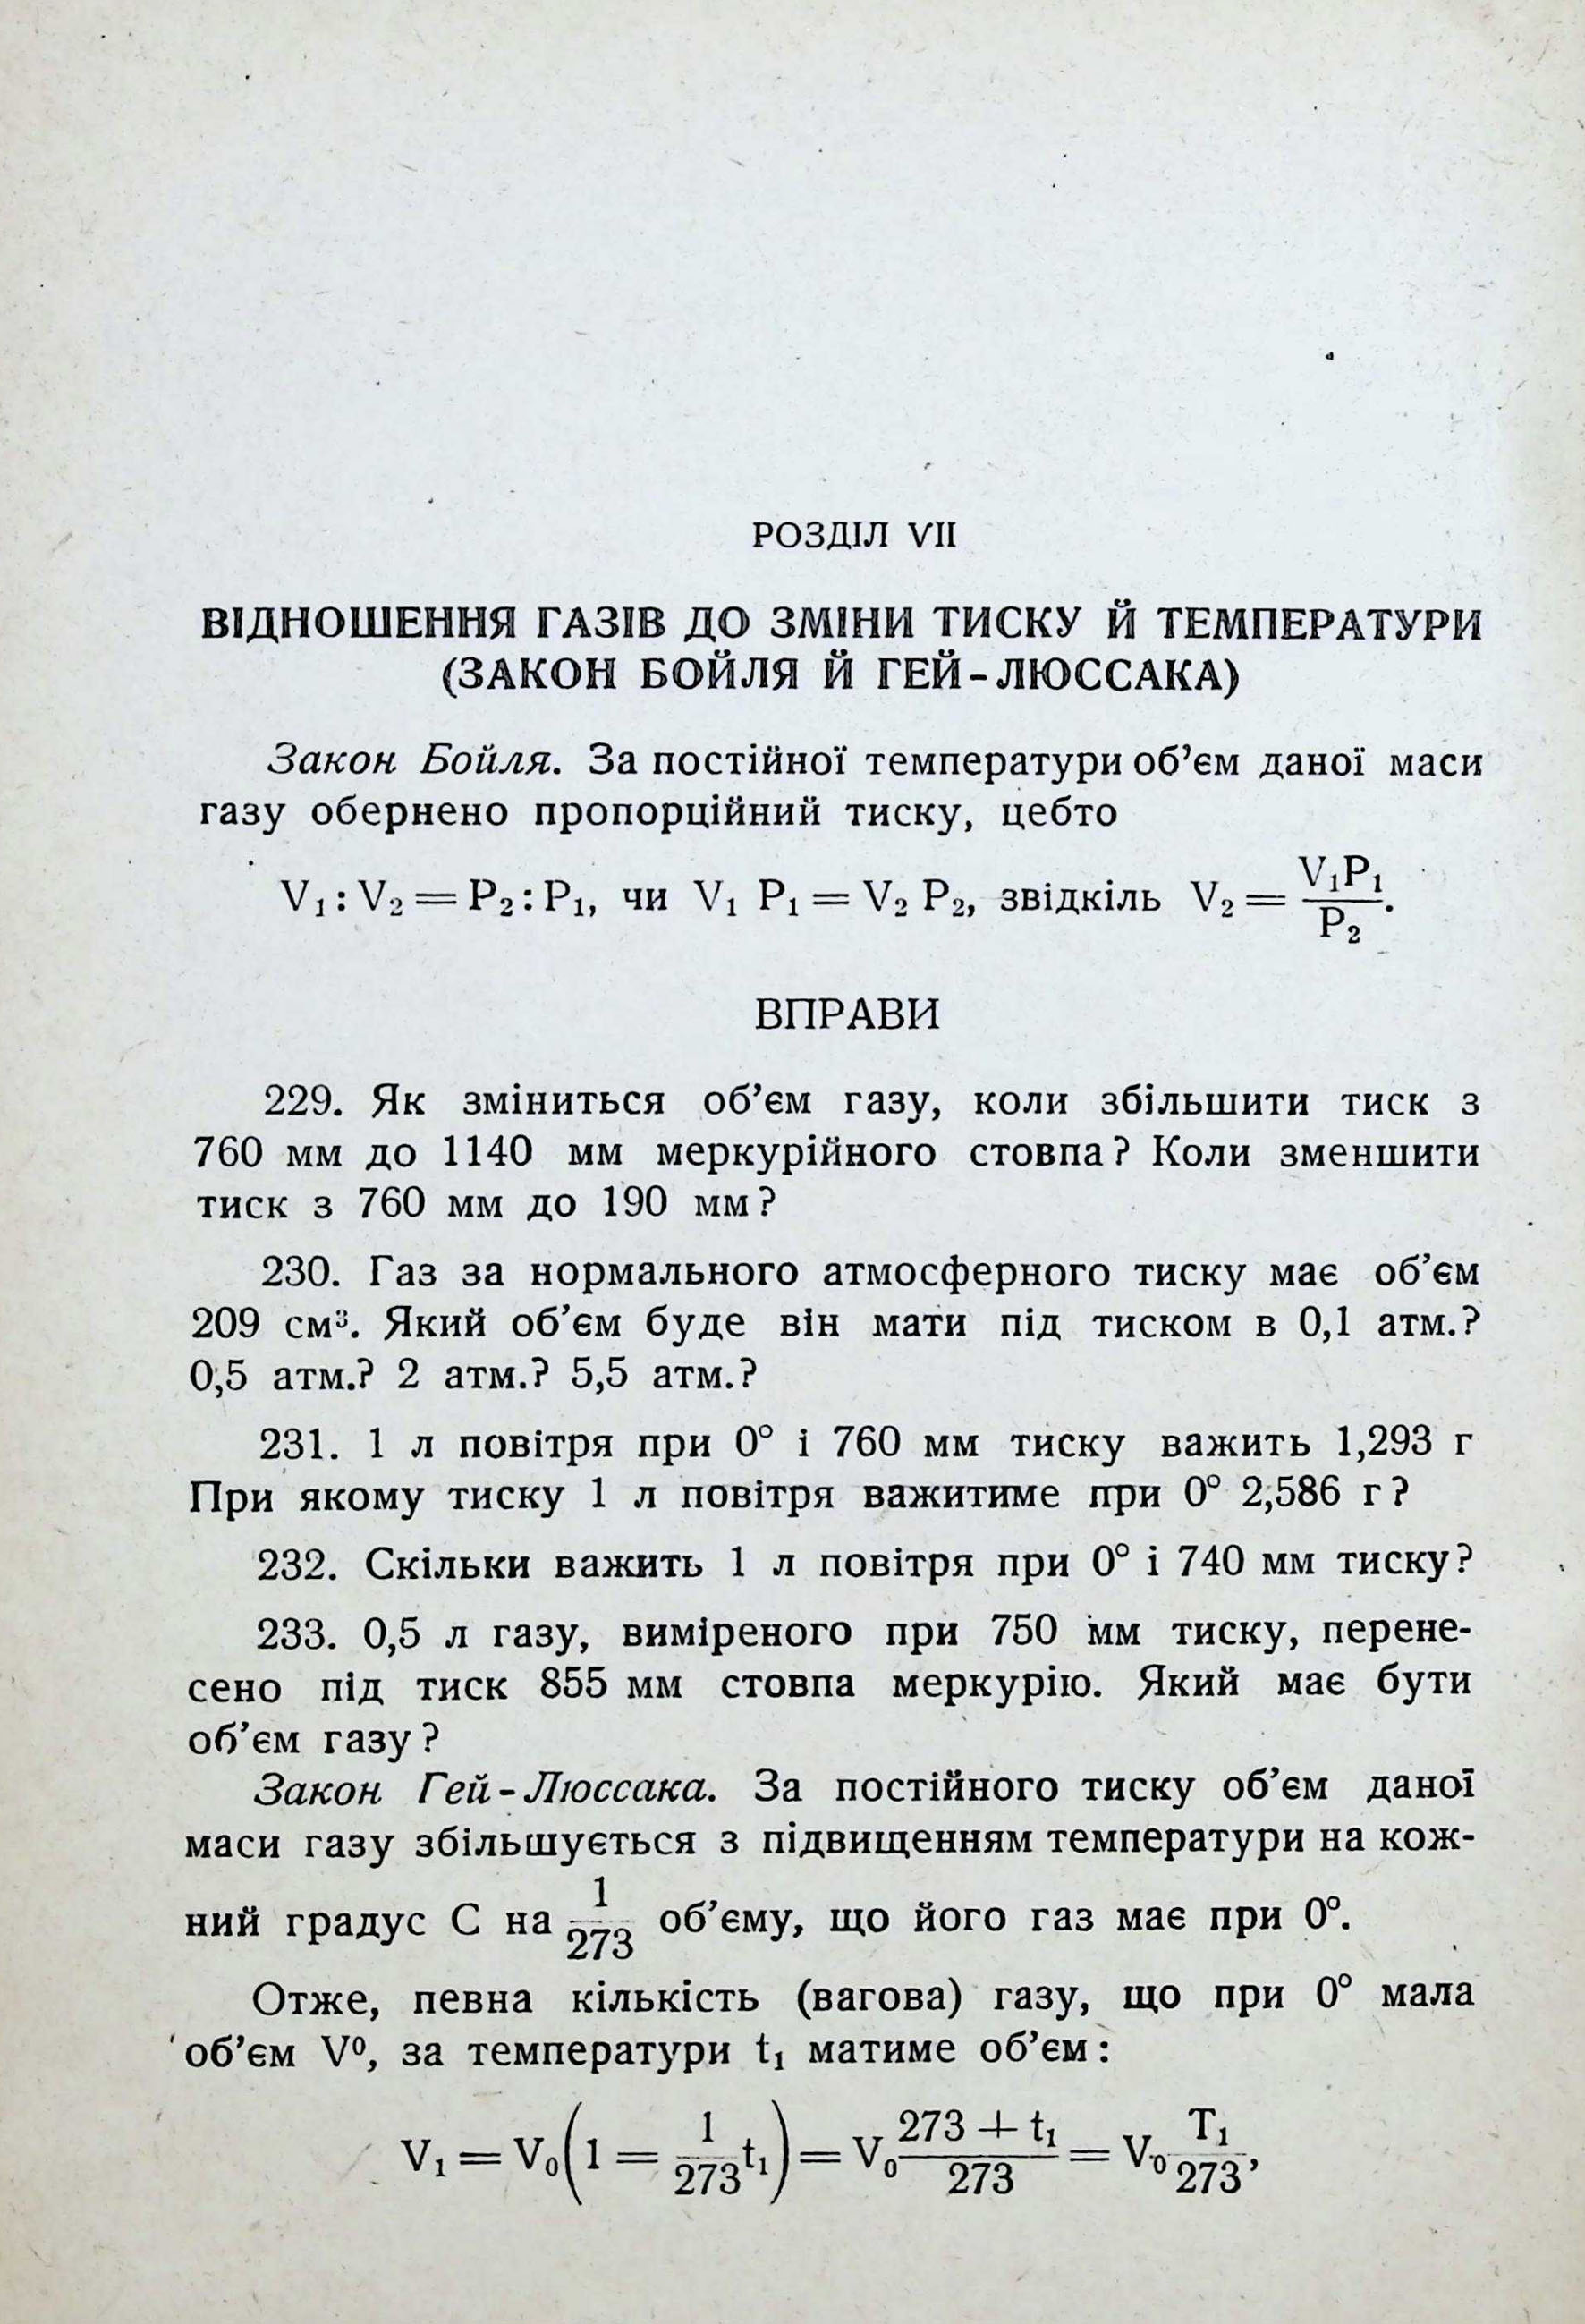 РОЗДІЛ VII
ВІДНОШЕННЯ ГАЗІВ ДО ЗМІНИ ТИСКУ Й ТЕМПЕРАТУРИ
(ЗАКОН БОЙЛЯ Й ГЕЙ-ЛЮССАКА)
Закон Бойля. За постійної температури об’єм даної маси
газу обернено пропорційний тиску, цебто
V₁ : V₂ = P₂ : P₁, чи V₁ P₁ = V₂ P₂, звідкіль V₂ = V₁P₁/P₂.
ВПРАВИ
229. Як зміниться об’єм газу, коли збільшити тиск з
760 мм до 1140 мм меркурійного стовпа? Коли зменшити
тиск з 760 мм до 190 мм?
230. Газ за нормального атмосферного тиску має об’єм
209 см³. Який об’єм буде він мати під тиском в 0,1 атм.?
0,5 атм.? 2 атм.? 5,5 атм.?
231. 1 л повітря при 0° і 760 мм тиску важить 1,293 г
При якому тиску 1 л повітря важитиме при 0° 2,586 г?
232. Скільки важить 1 л повітря при 0° і 740 мм тиску?
233. 0,5 л газу, виміреного при 750 мм тиску, перене-
сено під тиск 855 мм стовпа меркурію. Який має бути
об’єм газу?
Закон Гей-Люссака. За постійного тиску об’єм даної
маси газу збільшується з підвищенням температури на кож-
ний градус С на 1/273 об’єму, що його газ має при 0°.
Отже, певна кількість (вагова) газу, що при 0° мала
об’єм V⁰, за температури t₁ матиме об’єм:
V₁ = V₀(1 = 1/273 t₁) = V₀ (273 + t₁)/273 = V₀ T₁/273,